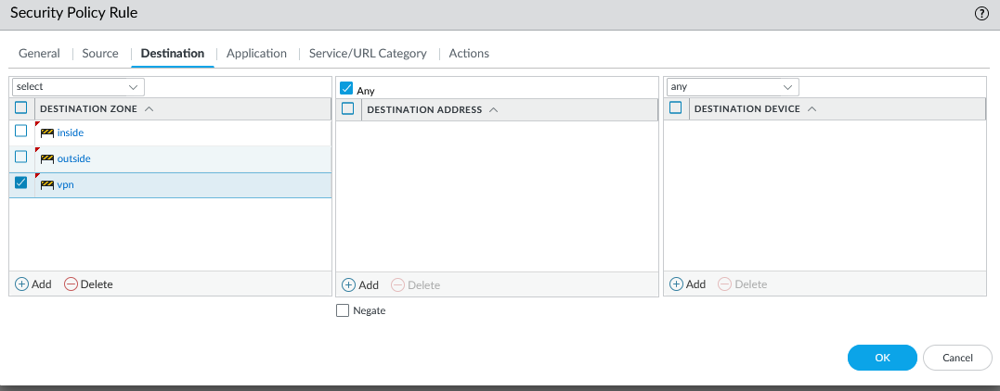 Security Policy Rule
General Source Destination Application Service/URL Category Actions
select
DESTINATION ZONE
inside
outside
vpn
Add Delete
Any
DESTINATION ADDRESS
Add Delete
Negate
any
DESTINATION DEVICE
Add Delete
OK Cancel